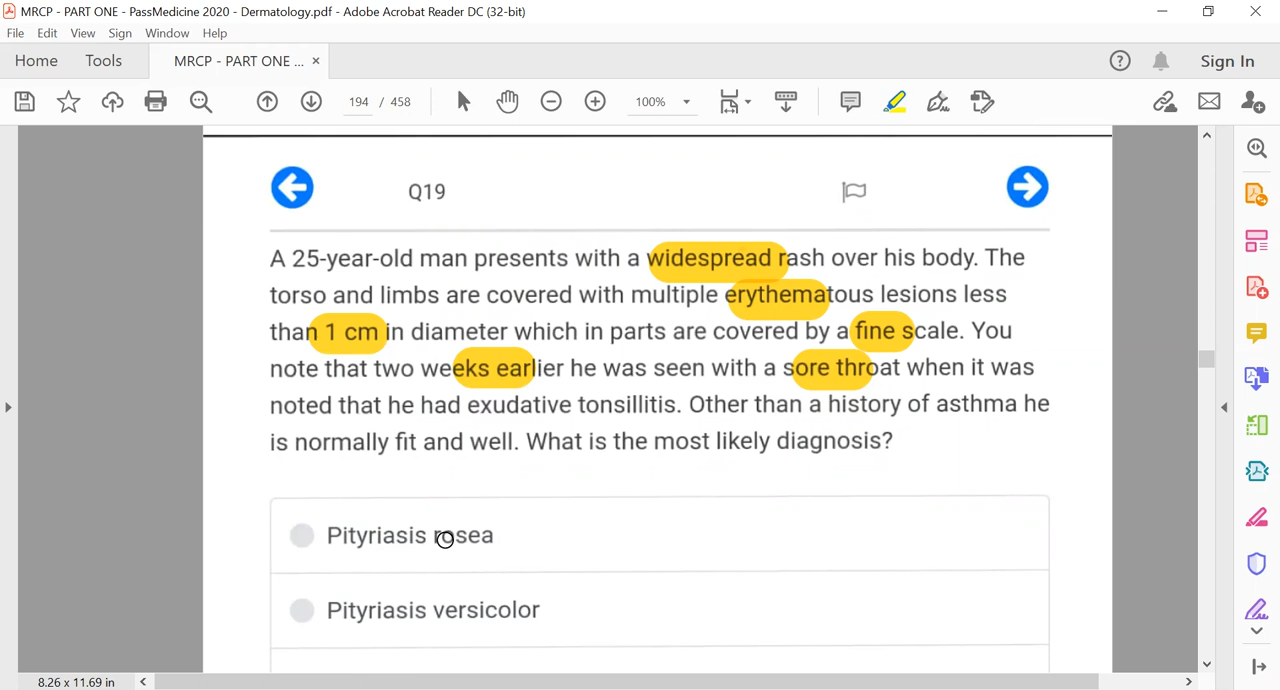 MRCP - PART ONE - PassMedicine 2020 - Dermatology.pdf - Adobe Acrobat Reader DC (32-bit)
File Edit View Sign Window Help
Home Tools MRCP - PART ONE ... × Sign In
194 / 458 100%
Q19
A 25-year-old man presents with a widespread rash over his body. The
torso and limbs are covered with multiple erythematous lesions less
than 1 cm in diameter which in parts are covered by a fine scale. You
note that two weeks earlier he was seen with a sore throat when it was
noted that he had exudative tonsillitis. Other than a history of asthma he
is normally fit and well. What is the most likely diagnosis?
Pityriasis rosea
Pityriasis versicolor
8.26 x 11.69 in